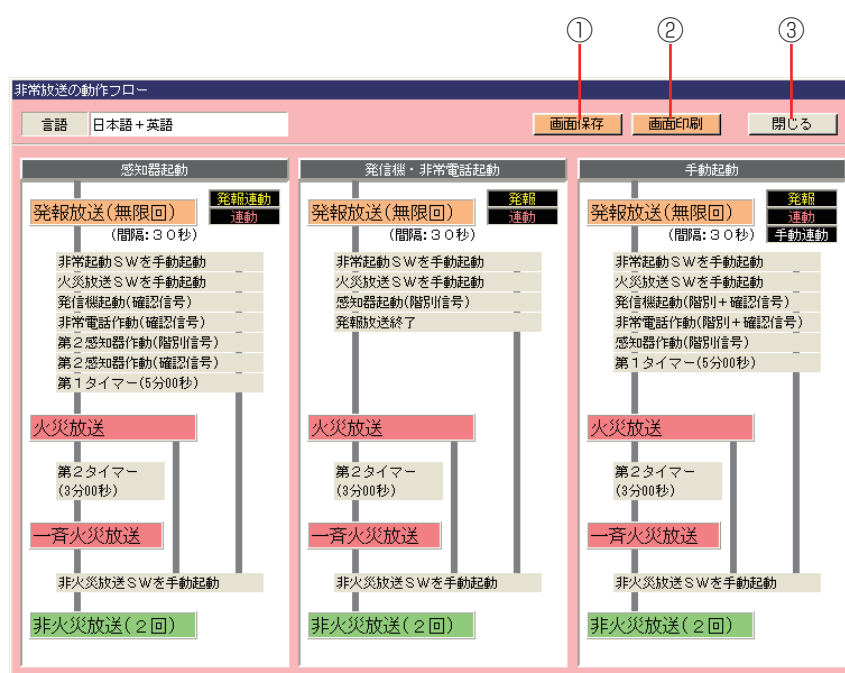 ① ② ③
非常放送の動作フロー
言語 日本語+英語 画面保存 画面印刷 閉じる
感知器起動
発報放送(無限回) 発報連動
連動
(間隔:30秒)
非常起動SWを手動起動
火災放送SWを手動起動
発信機起動(確認信号)
非常電話作動(確認信号)
第2感知器作動(階別信号)
第2感知器作動(確認信号)
第1タイマー(5分00秒)
火災放送
第2タイマー
(3分00秒)
一斉火災放送
非火災放送SWを手動起動
非火災放送(2回)
発信機・非常電話起動
発報放送(無限回) 発報
連動
(間隔:30秒)
非常起動SWを手動起動
火災放送SWを手動起動
感知器起動(階別信号)
発報放送終了
火災放送
第2タイマー
(3分00秒)
一斉火災放送
非火災放送SWを手動起動
非火災放送(2回)
手動起動
発報放送(無限回) 発報
連動
(間隔:30秒) 手動連動
非常起動SWを手動起動
火災放送SWを手動起動
発信機起動(階別+確認信号)
非常電話作動(階別+確認信号)
感知器作動(階別信号)
第1タイマー(5分00秒)
火災放送
第2タイマー
(3分00秒)
一斉火災放送
非火災放送SWを手動起動
非火災放送(2回)